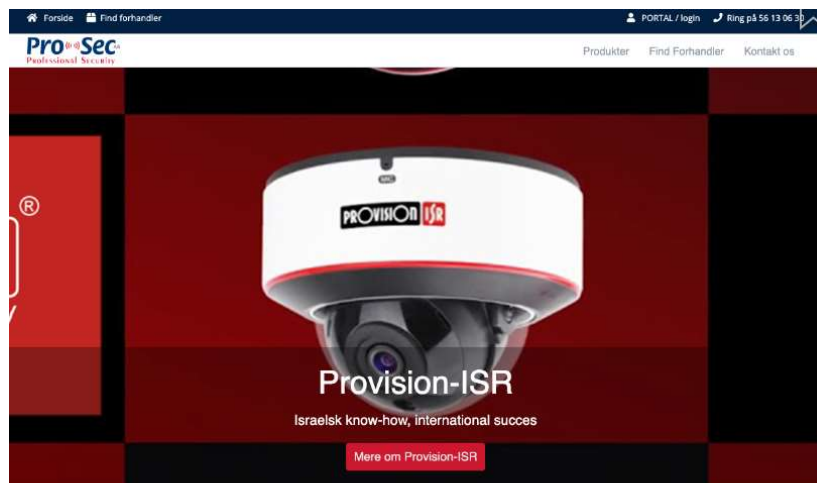 Forside Find forhandler PORTAL / login Ring på 56 13 06 30
Pro Sec
Professional Security
Produkter Find Forhandler Kontakt os
MIC
®
PROVISION ISR
Provision-ISR
Israelsk know-how, international succes
Mere om Provision-ISR